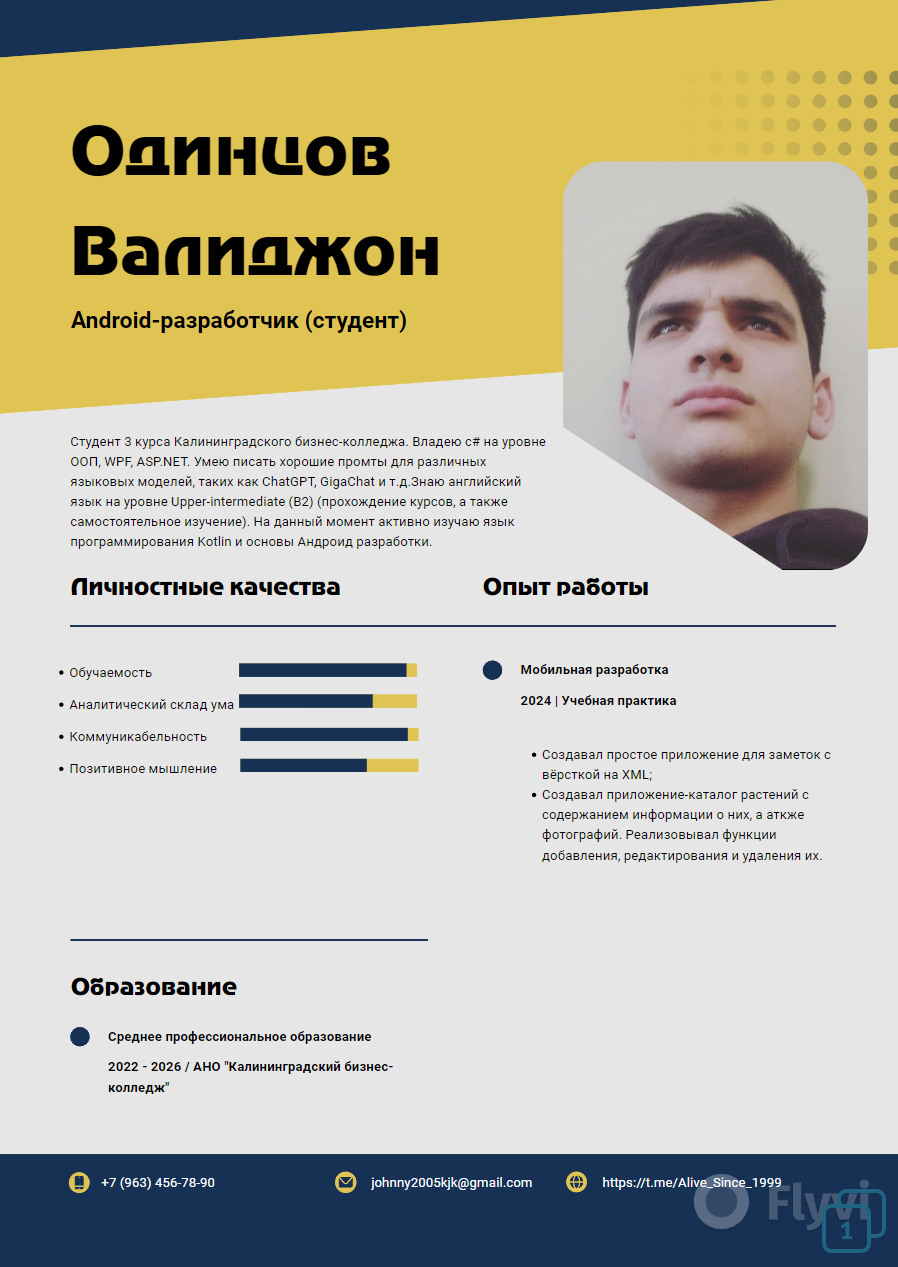 Одинцов
Валиджон
Android-разработчик (студент)
Студент 3 курса Калининградского бизнес-колледжа. Владею c# на уровне
ООП, WPF, ASP.NET. Умею писать хорошие промты для различных
языковых моделей, таких как ChatGPT, GigaChat и т.д.Знаю английский
язык на уровне Upper-intermediate (B2) (прохождение курсов, а также
самостоятельное изучение). На данный момент активно изучаю язык
программирования Kotlin и основы Андроид разработки.
Личностные качества
• Обучаемость
• Аналитический склад ума
• Коммуникабельность
• Позитивное мышление
Опыт работы
Мобильная разработка
2024 | Учебная практика
• Создавал простое приложение для заметок с
вёрсткой на XML;
• Создавал приложение-каталог растений с
содержанием информации о них, а аткже
фотографий. Реализовывал функции
добавления, редактирования и удаления их.
Образование
Среднее профессиональное образование
2022 - 2026 / АНО "Калининградский бизнес-
колледж"
+7 (963) 456-78-90
johnny2005kjk@gmail.com
https://t.me/Alive_Since_1999
Flyvi
1